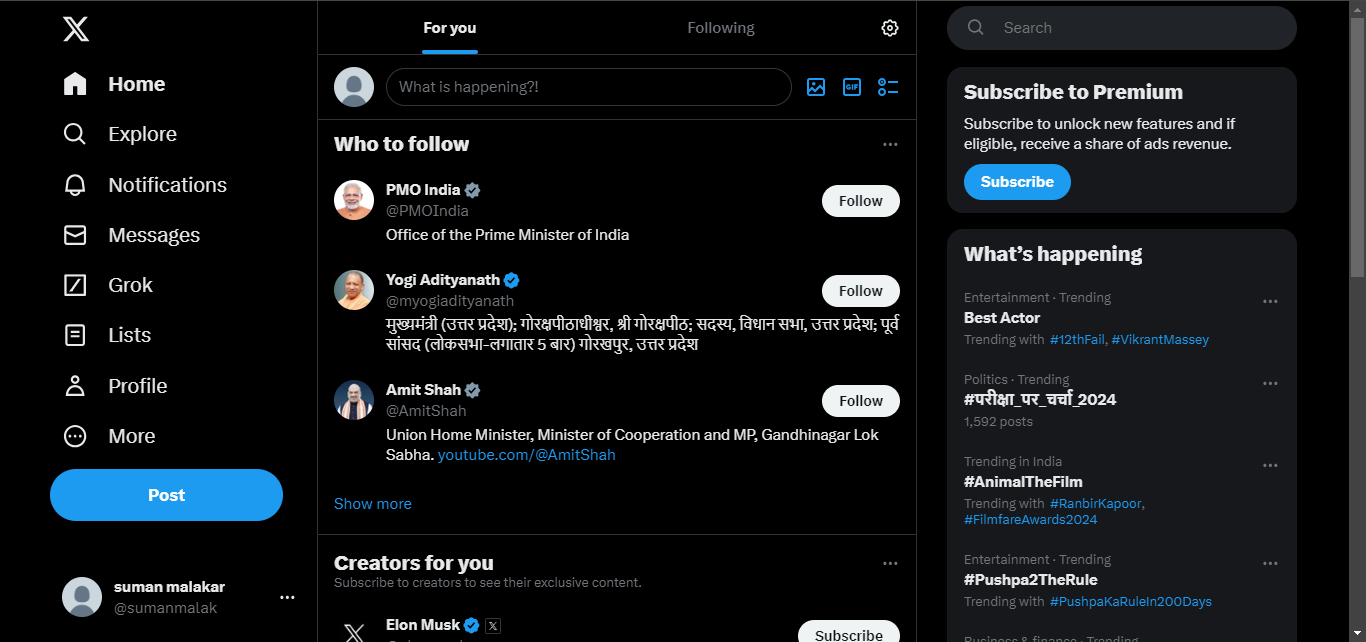 Home
Explore
Notifications
Messages
Grok
Lists
Profile
More
Post
suman malakar
@sumanmalak
For you
Following
What is happening?!
GIF
Who to follow
PMO India
@PMOIndia
Office of the Prime Minister of India
Follow
Yogi Adityanath
@myogiadityanath
मुख्यमंत्री (उत्तर प्रदेश); गोरक्षपीठाधीश्वर, श्री गोरक्षपीठ; सदस्य, विधान सभा, उत्तर प्रदेश; पूर्व
सांसद (लोकसभा-लगातार 5 बार) गोरखपुर, उत्तर प्रदेश
Follow
Amit Shah
@AmitShah
Union Home Minister, Minister of Cooperation and MP, Gandhinagar Lok
Sabha. youtube.com/@AmitShah
Follow
Show more
Creators for you
Subscribe to creators to see their exclusive content.
Elon Musk
Subscribe
Search
Subscribe to Premium
Subscribe to unlock new features and if
eligible, receive a share of ads revenue.
Subscribe
What’s happening
Entertainment · Trending
Best Actor
Trending with #12thFail, #VikrantMassey
Politics · Trending
#परीक्षा_पर_चर्चा_2024
1,592 posts
Trending in India
#AnimalTheFilm
Trending with #RanbirKapoor,
#FilmfareAwards2024
Entertainment · Trending
#Pushpa2TheRule
Trending with #PushpaKaRuleIn200Days
Business & finance · Trending